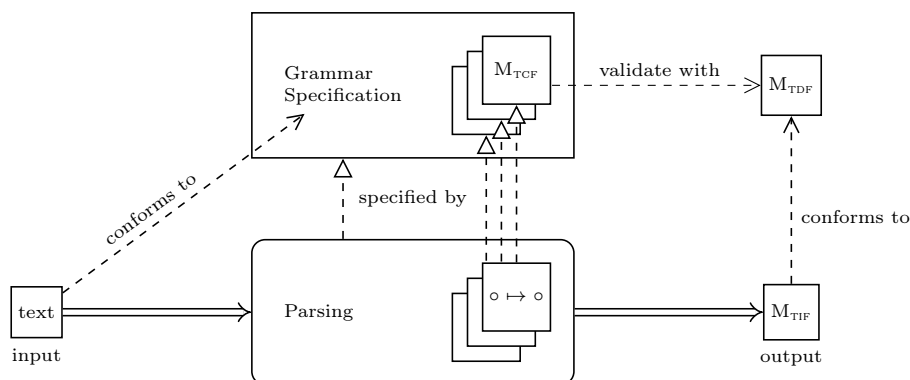 Grammar
Specification
M_TCF
validate with
M_TDF
conforms to
specified by
conforms to
text
input
Parsing
∘ ↦ ∘
M_TIF
output